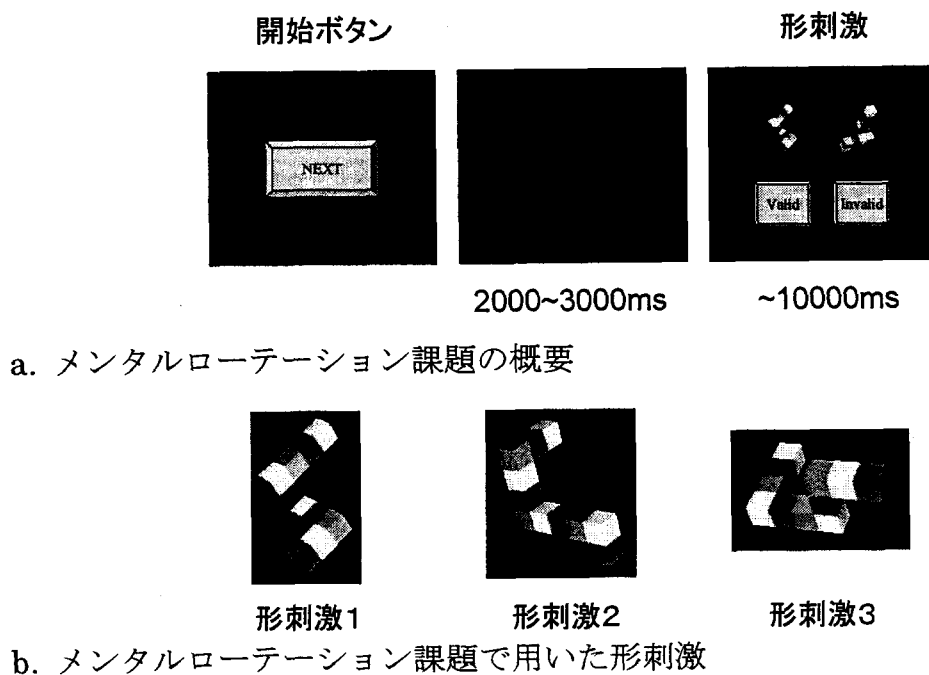 開始ボタン
形刺激
NEXT
Valid
Invalid
2000~3000ms
~10000ms
a. メンタルローテーション課題の概要
形刺激1
形刺激2
形刺激3
b. メンタルローテーション課題で用いた形刺激